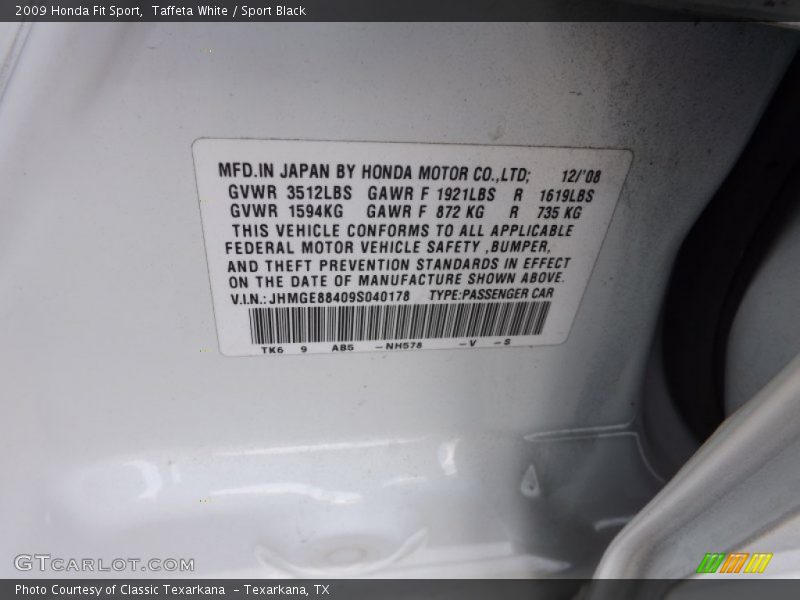 2009 Honda Fit Sport,  Taffeta White / Sport Black
MFD.IN JAPAN BY HONDA MOTOR CO.,LTD; 12/'08
GVWR 3512LBS GAWR F 1921LBS R 1619LBS
GVWR 1594KG GAWR F 872 KG R 735 KG
THIS VEHICLE CONFORMS TO ALL APPLICABLE
FEDERAL MOTOR VEHICLE SAFETY ,BUMPER,
AND THEFT PREVENTION STANDARDS IN EFFECT
ON THE DATE OF MANUFACTURE SHOWN ABOVE.
V.I.N.: JHMGE88409S040178 TYPE:PASSENGER CAR
TK6 9 AB5 -NH578 -V -S
GTCARLOT.COM
Photo Courtesy of Classic Texarkana  - Texarkana, TX